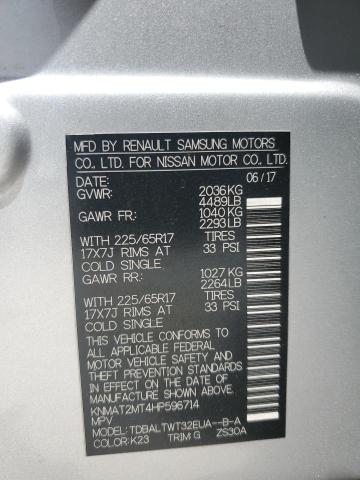 MFD BY RENAULT SAMSUNG MOTORS
CO., LTD. FOR NISSAN MOTOR CO., LTD.
DATE: 06/17
GVWR: 2036KG
4489LB
GAWR FR: 1040KG
2293LB
WITH 225/65R17 TIRES
17X7J RIMS AT 33 PSI
COLD SINGLE
GAWR RR: 1027KG
2264LB
WITH 225/65R17 TIRES
17X7J RIMS AT 33 PSI
COLD SINGLE
THIS VEHICLE CONFORMS TO ALL
APPLICABLE U.S. FEDERAL
MOTOR VEHICLE SAFETY AND
THEFT PREVENTION STANDARDS
IN EFFECT ON THE DATE OF
MANUFACTURE SHOWN ABOVE.
KNMAT2MT4HP596714
MPV
MODEL: TDBALTWT32EUA--B-A
COLOR:K23 TRIM:G ZS30A